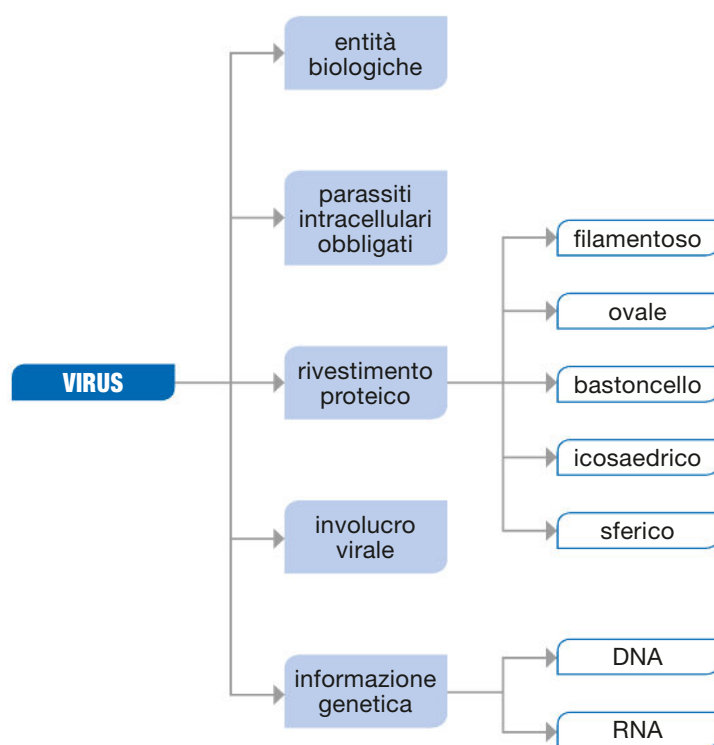 VIRUS
entità
biologiche
parassiti
intracellulari
obbligati
rivestimento
proteico
filamentoso
ovale
bastoncello
icosaedrico
sferico
involucro
virale
informazione
genetica
DNA
RNA